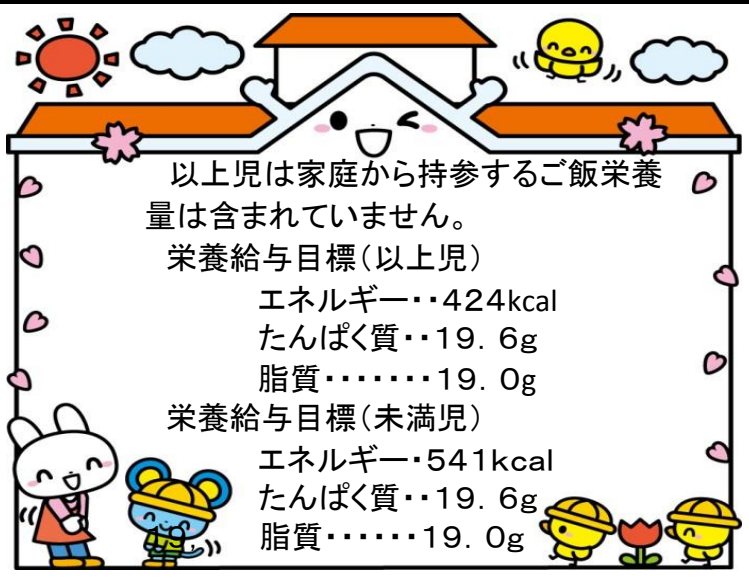 以上児は家庭から持参するご飯栄養
量は含まれていません。
栄養給与目標(以上児)
エネルギー・・424kcal
たんぱく質・・19.6g
脂質・・・・・・・19.0g
栄養給与目標(未満児)
エネルギー・541kcal
たんぱく質・・19.6g
脂質・・・・・・19.0g